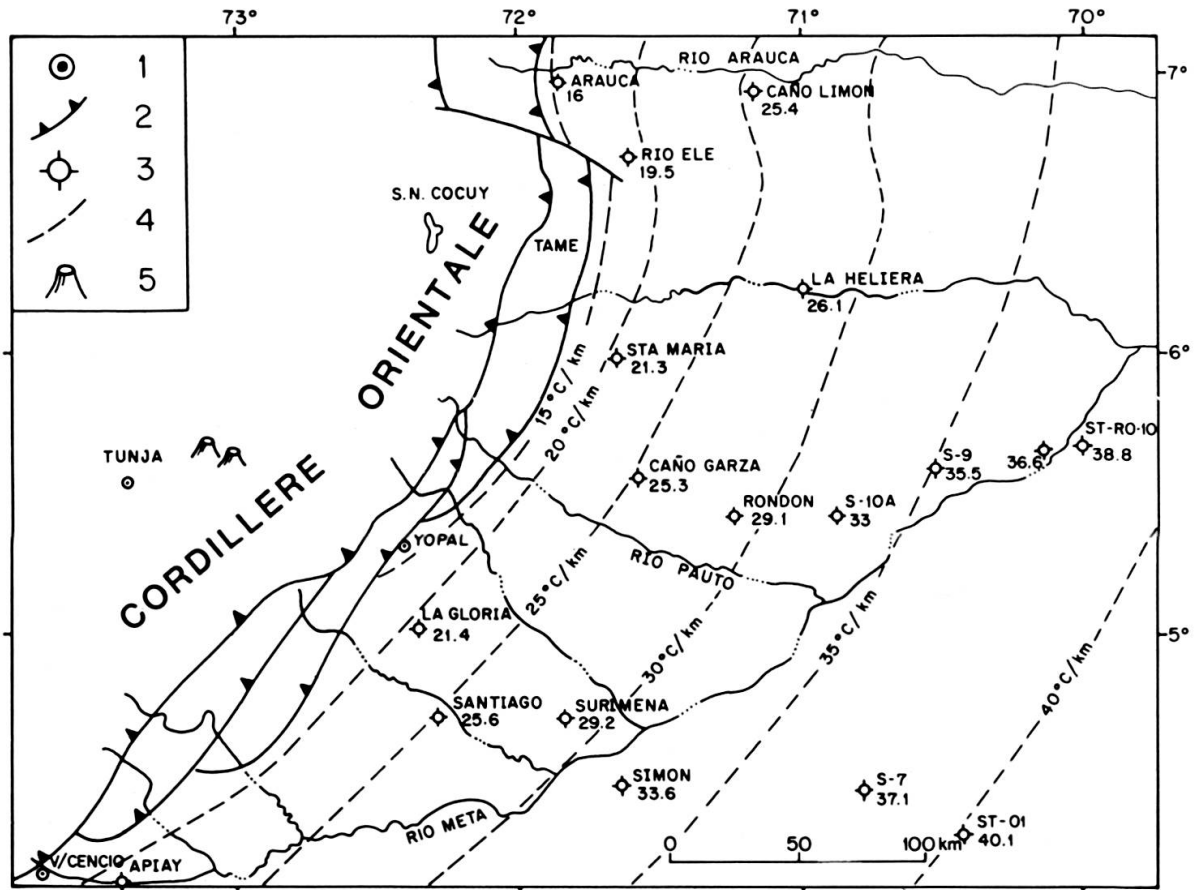 73°
72°
71°
70°
1
2
3
4
5
RIO ARAUCA
7°
ARAUCA
16
CAÑO LIMON
25.4
RIO ELE
19.5
S.N. COCUY
TAME
LA HELIERA
26.1
CORDILLERE ORIENTALE
STA MARIA
21.3
6°
15°C/km
20°C/km
TUNJA
CAÑO GARZA
25.3
RONDON
29.1
S-10A
33
S-9
35.5
36.6
ST-RO-10
38.8
YOPAL
RIO PAUTO
LA GLORIA
21.4
25°C/km
30°C/km
35°C/km
40°C/km
5°
SANTIAGO
25.6
SURIMENA
29.2
SIMON
33.6
S-7
37.1
ST-01
40.1
RIO META
V/CENCIO
APIAY
0 50 100 km